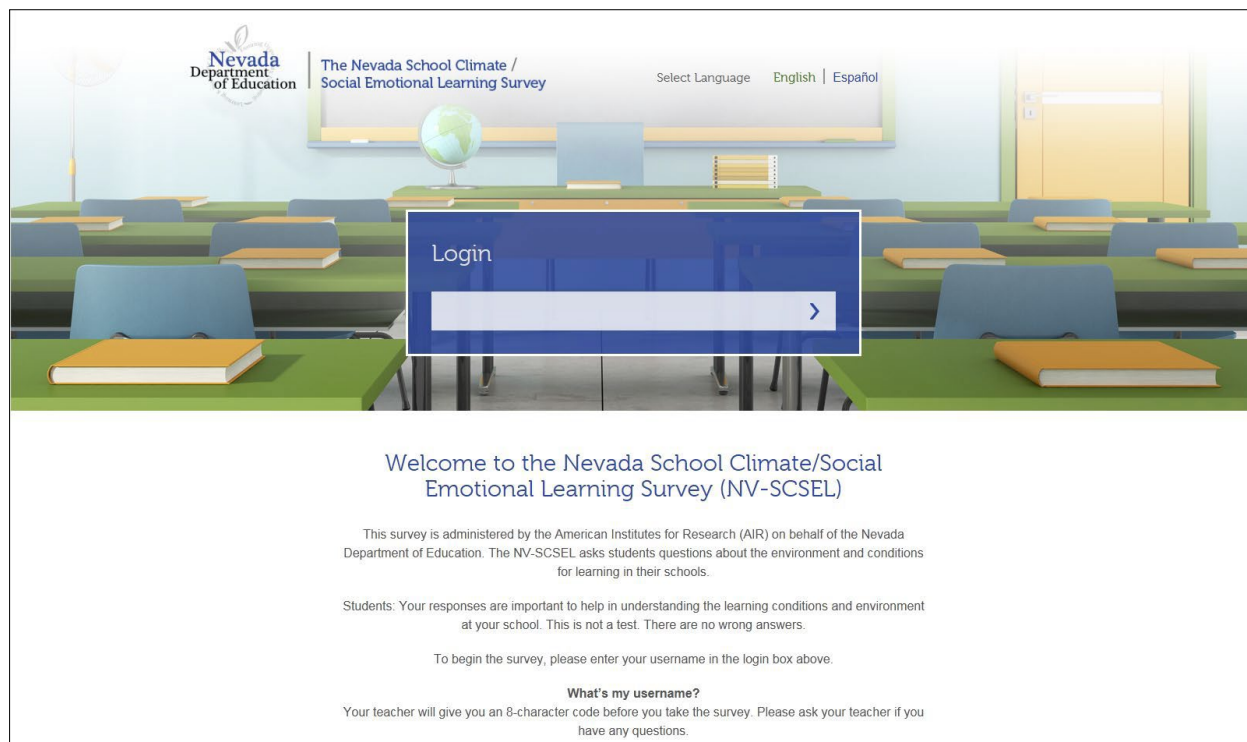 Nevada
Department
of Education
The Nevada School Climate /
Social Emotional Learning Survey
Select Language English | Español
Login
Welcome to the Nevada School Climate/Social
Emotional Learning Survey (NV-SCSEL)
This survey is administered by the American Institutes for Research (AIR) on behalf of the Nevada
Department of Education. The NV-SCSEL asks students questions about the environment and conditions
for learning in their schools.
Students: Your responses are important to help in understanding the learning conditions and environment
at your school. This is not a test. There are no wrong answers.
To begin the survey, please enter your username in the login box above.
What's my username?
Your teacher will give you an 8-character code before you take the survey. Please ask your teacher if you
have any questions.